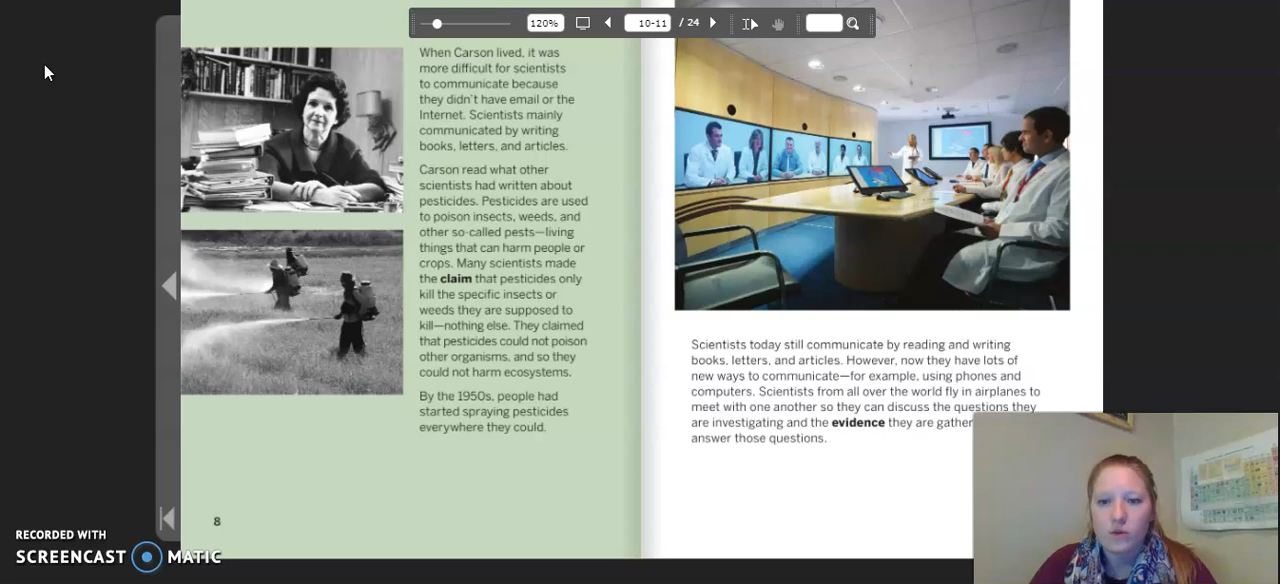 120%
10-11 / 24
When Carson lived, it was
more difficult for scientists
to communicate because
they didn't have email or the
Internet. Scientists mainly
communicated by writing
books, letters, and articles.
Carson read what other
scientists had written about
pesticides. Pesticides are used
to poison insects, weeds, and
other so-called pests—living
things that can harm people or
crops. Many scientists made
the claim that pesticides only
kill the specific insects or
weeds they are supposed to
kill—nothing else. They claimed
that pesticides could not poison
other organisms, and so they
could not harm ecosystems.
By the 1950s, people had
started spraying pesticides
everywhere they could.
8
Scientists today still communicate by reading and writing
books, letters, and articles. However, now they have lots of
new ways to communicate—for example, using phones and
computers. Scientists from all over the world fly in airplanes to
meet with one another so they can discuss the questions they
are investigating and the evidence they are gather
answer those questions.
RECORDED WITH
SCREENCAST MATIC